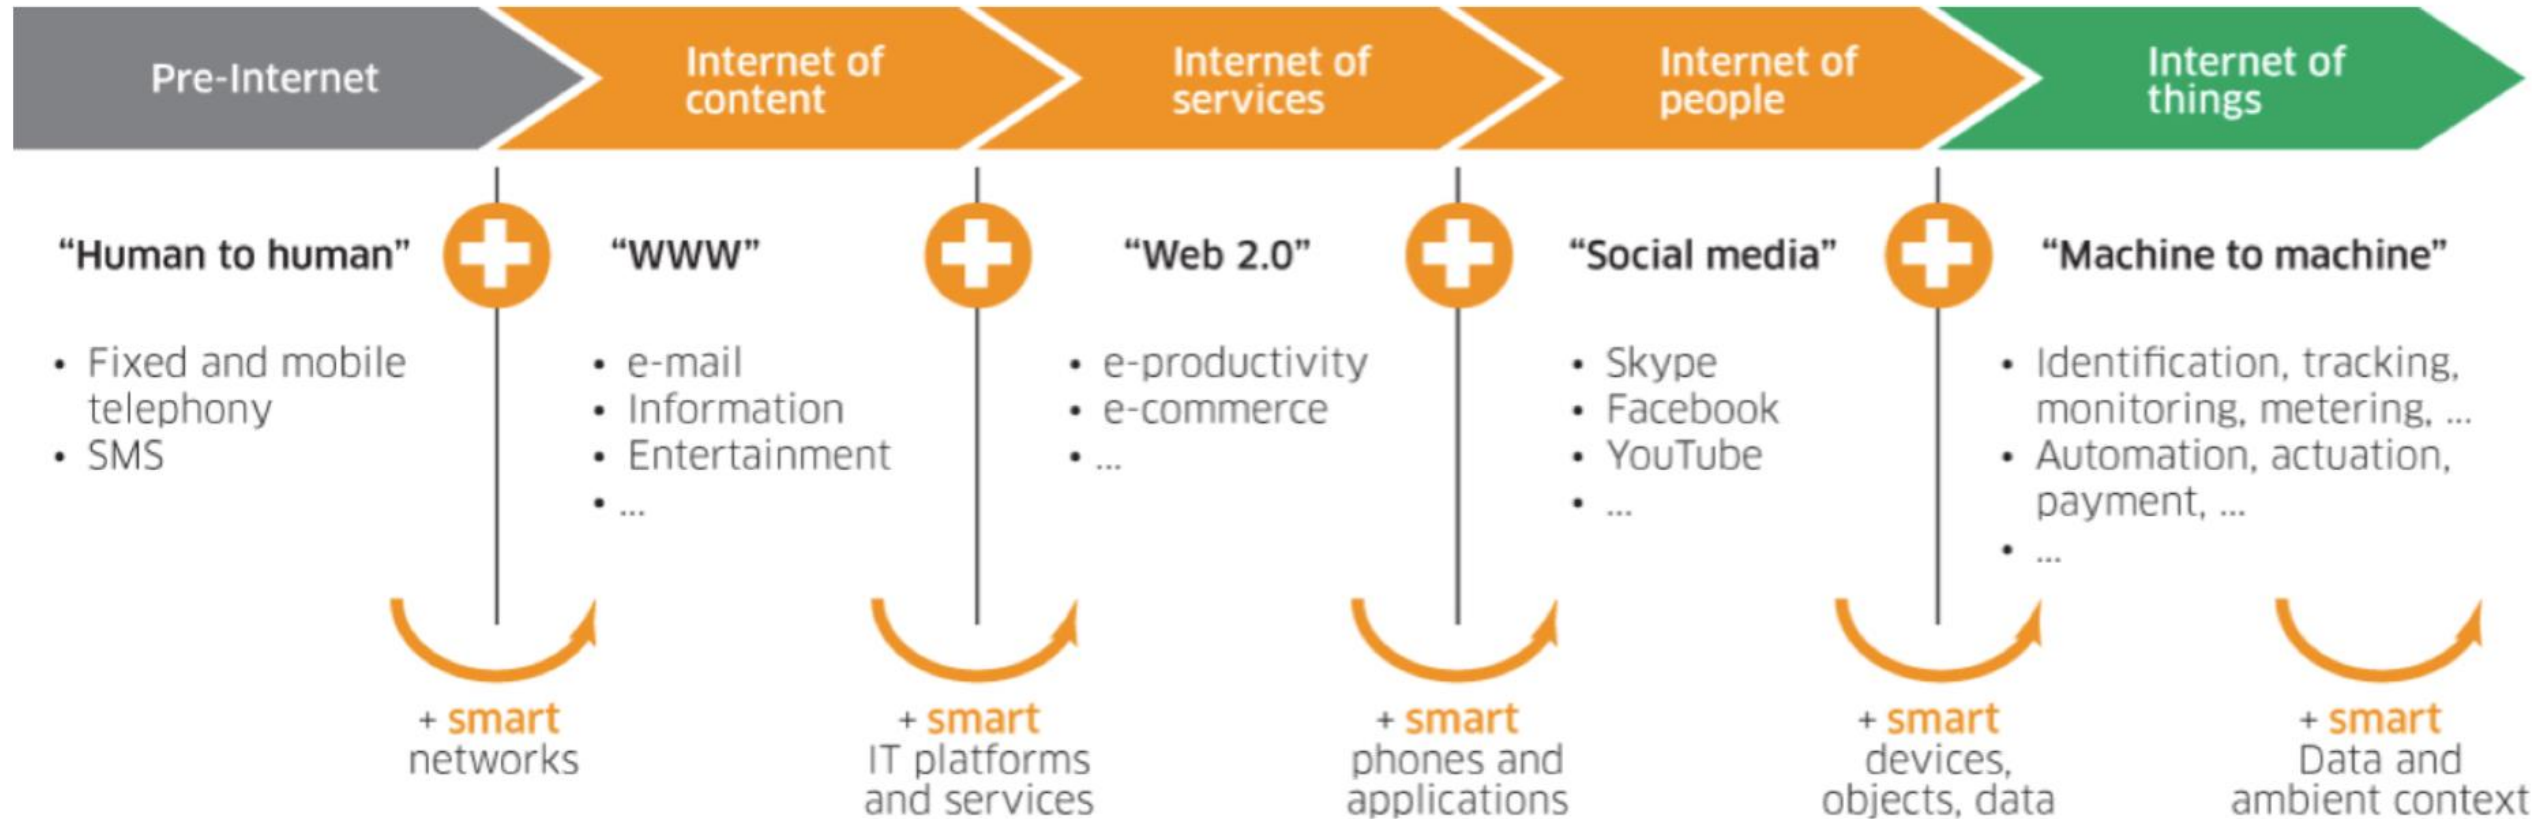 Pre-Internet
Internet of
content
Internet of
services
Internet of
people
Internet of
things
“Human to human”
• Fixed and mobile
telephony
• SMS
“WWW”
• e-mail
• Information
• Entertainment
• ...
“Web 2.0”
• e-productivity
• e-commerce
• ...
“Social media”
• Skype
• Facebook
• YouTube
• ...
“Machine to machine”
• Identification, tracking,
monitoring, metering, ...
• Automation, actuation,
payment, ...
• ...
+ smart
networks
+ smart
IT platforms
and services
+ smart
phones and
applications
+ smart
devices,
objects, data
+ smart
Data and
ambient context